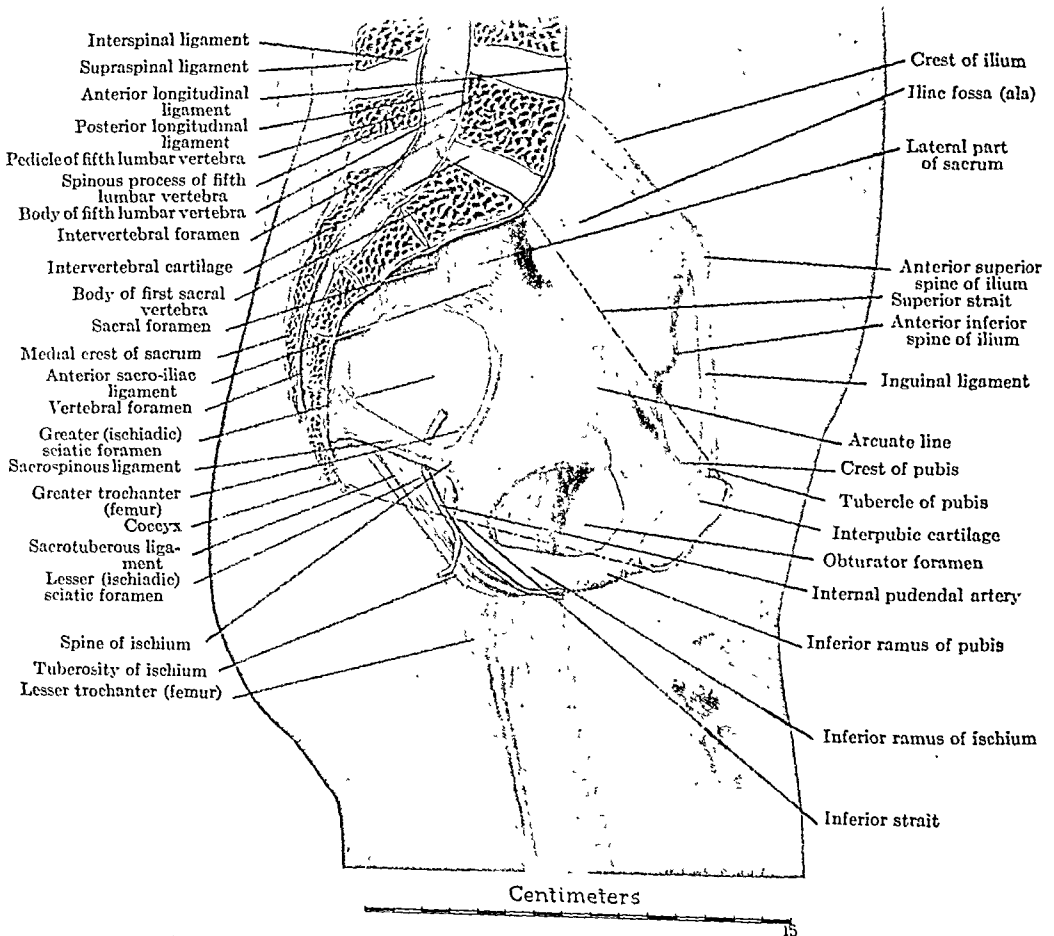 Interspinal ligament
Supraspinal ligament
Anterior longitudinal
ligament
Posterior longitudinal
ligament
Pedicle of fifth lumbar vertebra
Spinous process of fifth
lumbar vertebra
Body of fifth lumbar vertebra
Intervertebral foramen
Intervertebral cartilage
Body of first sacral
vertebra
Sacral foramen
Medial crest of sacrum
Anterior sacro-iliac
ligament
Vertebral foramen
Greater (ischiadic)
sciatic foramen
Sacrospinous ligament
Greater trochanter
(femur)
Coccyx
Sacrotuberous liga-
ment
Lesser (ischiadic)
sciatic foramen
Spine of ischium
Tuberosity of ischium
Lesser trochanter (femur)
Crest of ilium
Iliac fossa (ala)
Lateral part
of sacrum
Anterior superior
spine of ilium
Superior strait
Anterior inferior
spine of ilium
Inguinal ligament
Arcuate line
Crest of pubis
Tubercle of pubis
Interpubic cartilage
Obturator foramen
Internal pudendal artery
Inferior ramus of pubis
Inferior ramus of ischium
Inferior strait
Centimeters
15